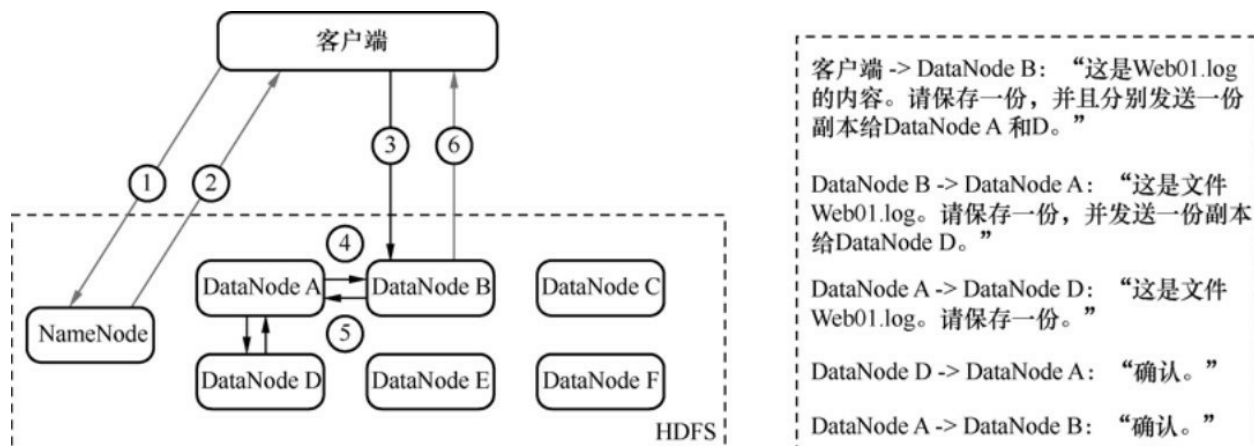 客户端
①
②
③
⑥
④
DataNode A
DataNode B
DataNode C
NameNode
⑤
DataNode D
DataNode E
DataNode F
HDFS
客户端 -> DataNode B: “这是Web01.log
的内容。请保存一份，并且分别发送一份
副本给DataNode A 和D。”
DataNode B -> DataNode A: “这是文件
Web01.log。请保存一份，并发送一份副本
给DataNode D。”
DataNode A -> DataNode D: “这是文件
Web01.log。请保存一份。”
DataNode D -> DataNode A: “确认。”
DataNode A -> DataNode B: “确认。”